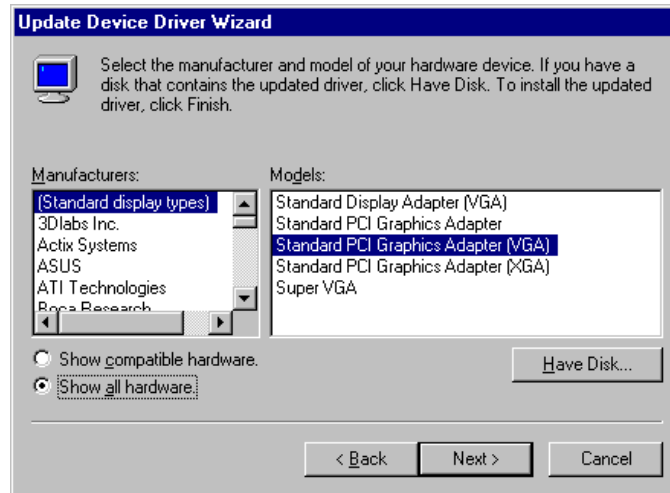 Update Device Driver Wizard
Select the manufacturer and model of your hardware device. If you have a
disk that contains the updated driver, click Have Disk. To install the updated
driver, click Finish.
Manufacturers:
(Standard display types)
3Dlabs Inc.
Actix Systems
ASUS
ATI Technologies
Boca Research
Models:
Standard Display Adapter (VGA)
Standard PCI Graphics Adapter
Standard PCI Graphics Adapter (VGA)
Standard PCI Graphics Adapter (XGA)
Super VGA
Show compatible hardware.
Show all hardware.
Have Disk...
< Back
Next >
Cancel